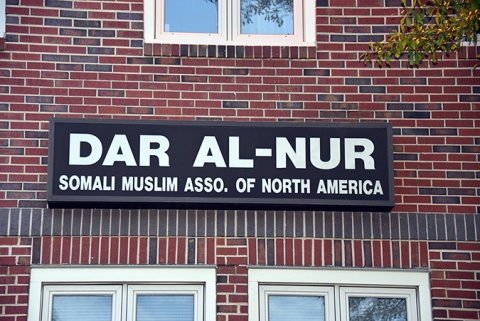 DAR AL-NUR
SOMALI MUSLIM ASSO. OF NORTH AMERICA